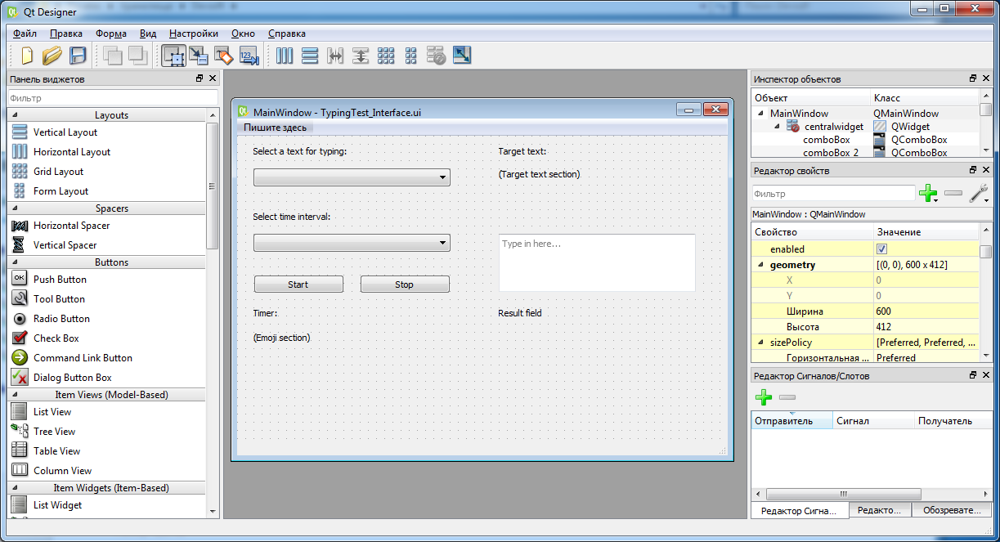 Qt Designer
Файл Правка Форма Вид Настройки Окно Справка
Панель виджетов
Фильтр
Layouts
Vertical Layout
Horizontal Layout
Grid Layout
Form Layout
Spacers
Horizontal Spacer
Vertical Spacer
Buttons
OK Push Button
Tool Button
Radio Button
Check Box
Command Link Button
Dialog Button Box
Item Views (Model-Based)
List View
Tree View
Table View
Column View
Item Widgets (Item-Based)
List Widget
MainWindow - TypingTest_Interface.ui
Пишите здесь
Select a text for typing:
Target text:
(Target text section)
Select time interval:
Type in here...
Start Stop
Timer:
Result field
(Emoji section)
Инспектор объектов
Объект Класс
MainWindow QMainWindow
centralwidget QWidget
comboBox QComboBox
comboBox 2 QComboBox
Редактор свойств
Фильтр
MainWindow : QMainWindow
Свойство Значение
enabled
geometry [(0, 0), 600 x 412]
X 0
Y 0
Ширина 600
Высота 412
sizePolicy [Preferred, Preferred, ...
Горизонтальная ... Preferred
Редактор Сигналов/Слотов
Отправитель Сигнал Получатель
Редактор Сигна... Редакто... Обозревате...